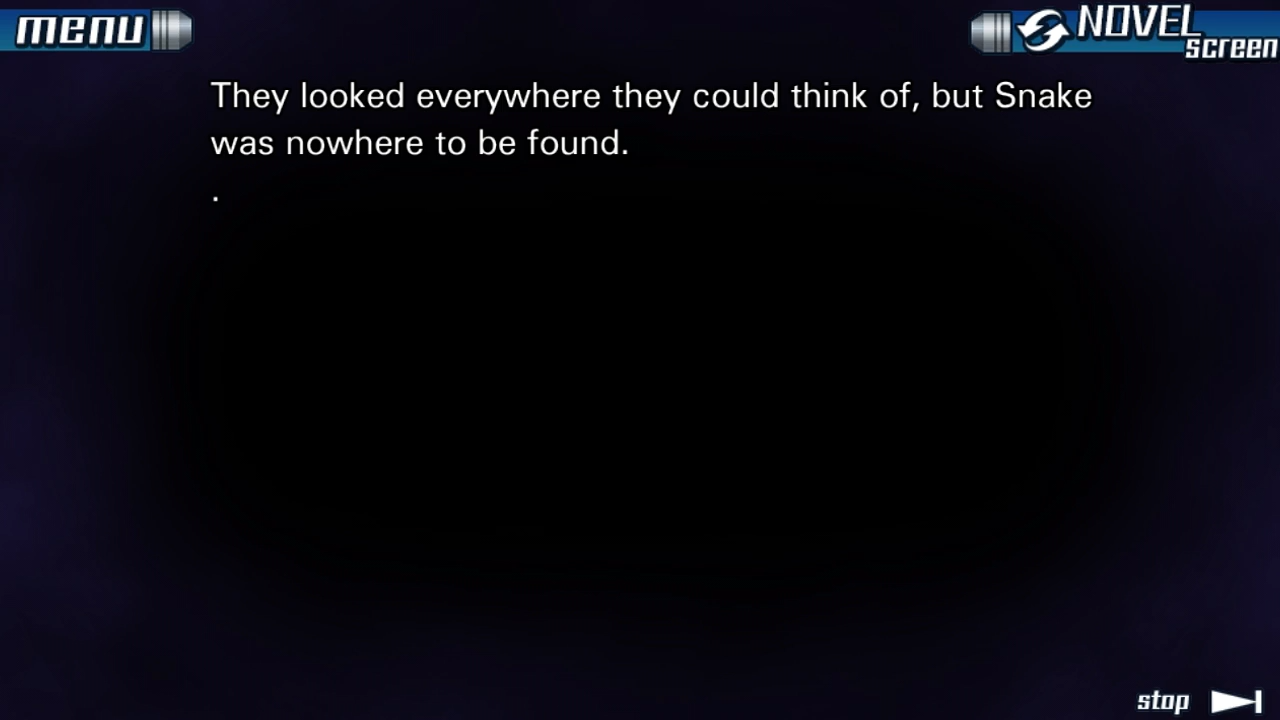 menu
NOVEL
screen
They looked everywhere they could think of, but Snake
was nowhere to be found.
.
stop